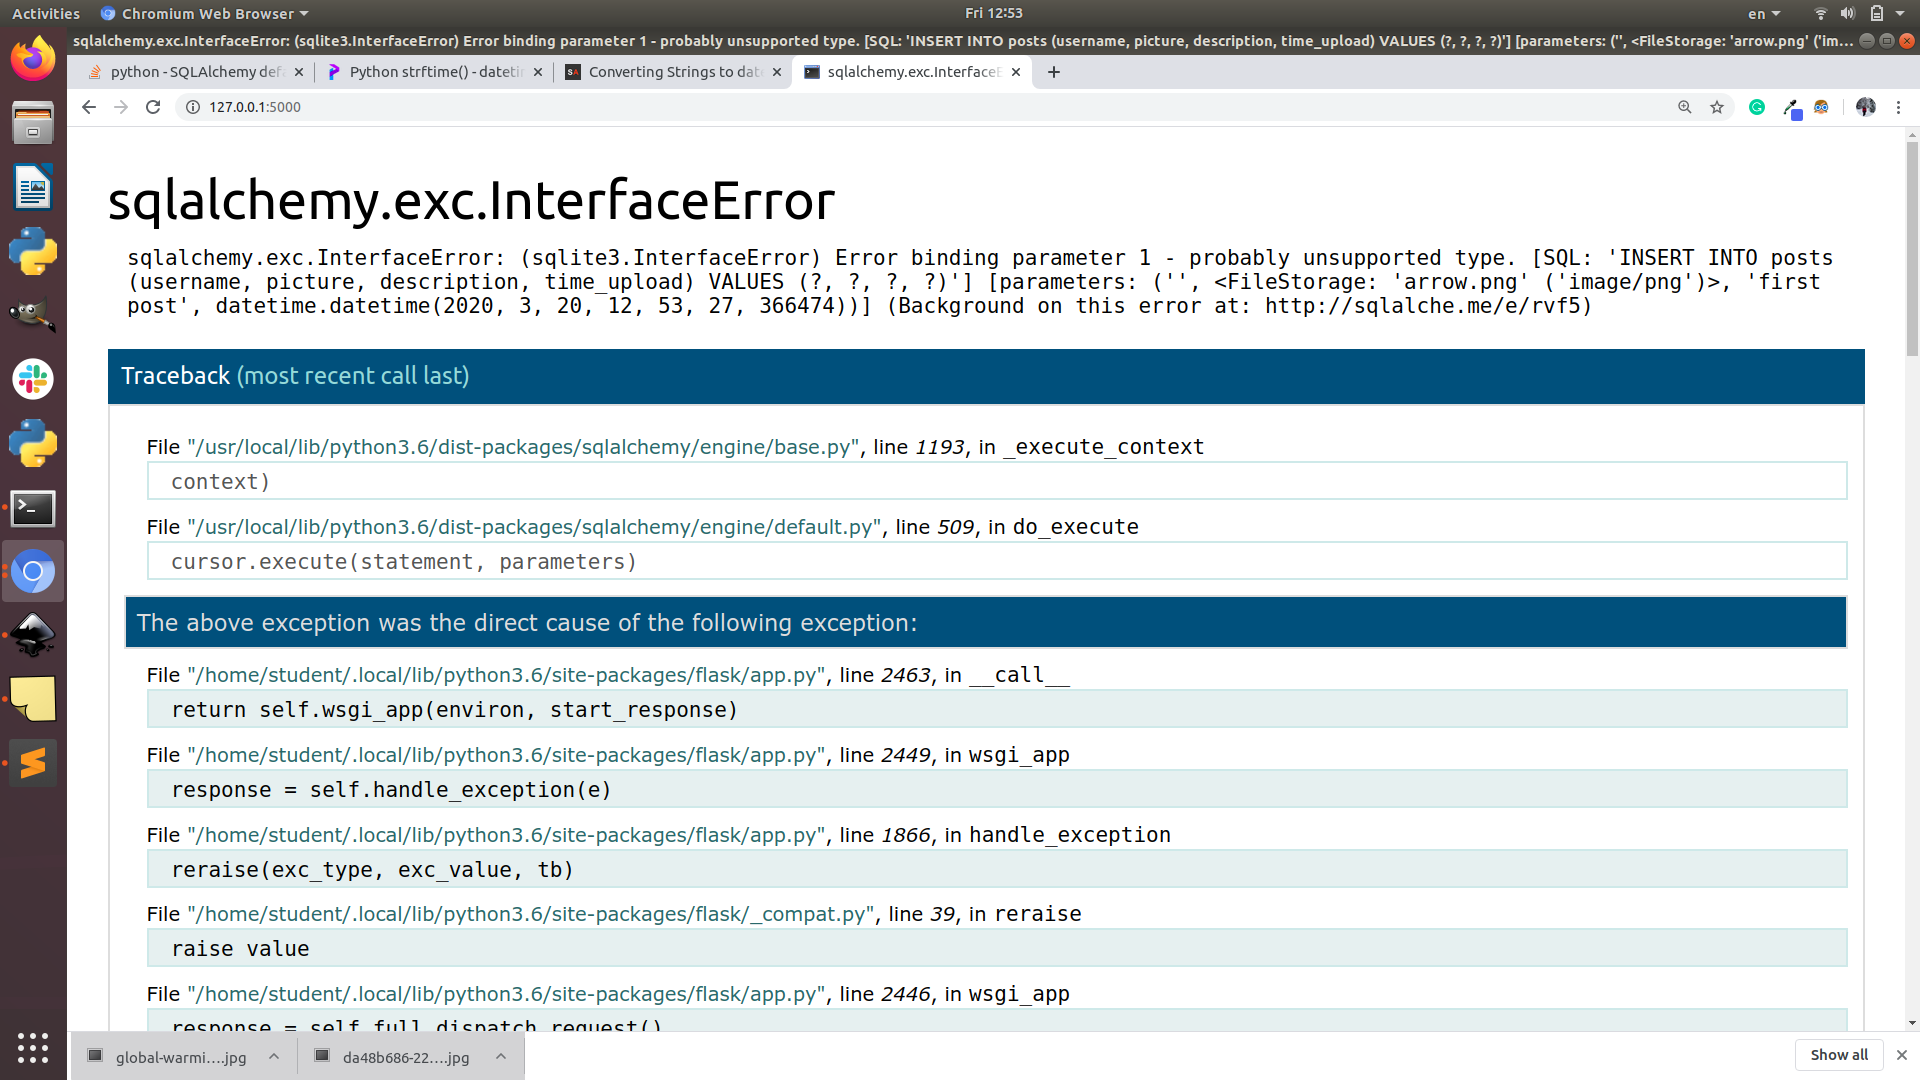 Activities Chromium Web Browser Fri 12:53 en
sqlalchemy.exc.InterfaceError: (sqlite3.InterfaceError) Error binding parameter 1 - probably unsupported type. [SQL: 'INSERT INTO posts (username, picture, description, time_upload) VALUES (?, ?, ?, ?)'] [parameters: ('', <FileStorage: 'arrow.png' ('im...
python - SQLAlchemy def Python strftime() - dateti Converting Strings to dat sqlalchemy.exc.InterfaceE
127.0.0.1:5000
sqlalchemy.exc.InterfaceError
sqlalchemy.exc.InterfaceError: (sqlite3.InterfaceError) Error binding parameter 1 - probably unsupported type. [SQL: 'INSERT INTO posts
(username, picture, description, time_upload) VALUES (?, ?, ?, ?)'] [parameters: ('', <FileStorage: 'arrow.png' ('image/png')>, 'first
post', datetime.datetime(2020, 3, 20, 12, 53, 27, 366474))] (Background on this error at: http://sqlalche.me/e/rvf5)
Traceback (most recent call last)
File "/usr/local/lib/python3.6/dist-packages/sqlalchemy/engine/base.py", line 1193, in _execute_context
context)
File "/usr/local/lib/python3.6/dist-packages/sqlalchemy/engine/default.py", line 509, in do_execute
cursor.execute(statement, parameters)
The above exception was the direct cause of the following exception:
File "/home/student/.local/lib/python3.6/site-packages/flask/app.py", line 2463, in __call__
return self.wsgi_app(environ, start_response)
File "/home/student/.local/lib/python3.6/site-packages/flask/app.py", line 2449, in wsgi_app
response = self.handle_exception(e)
File "/home/student/.local/lib/python3.6/site-packages/flask/app.py", line 1866, in handle_exception
reraise(exc_type, exc_value, tb)
File "/home/student/.local/lib/python3.6/site-packages/flask/_compat.py", line 39, in reraise
raise value
File "/home/student/.local/lib/python3.6/site-packages/flask/app.py", line 2446, in wsgi_app
response = self.full_dispatch_request()
global-warmi....jpg da48b686-22....jpg Show all